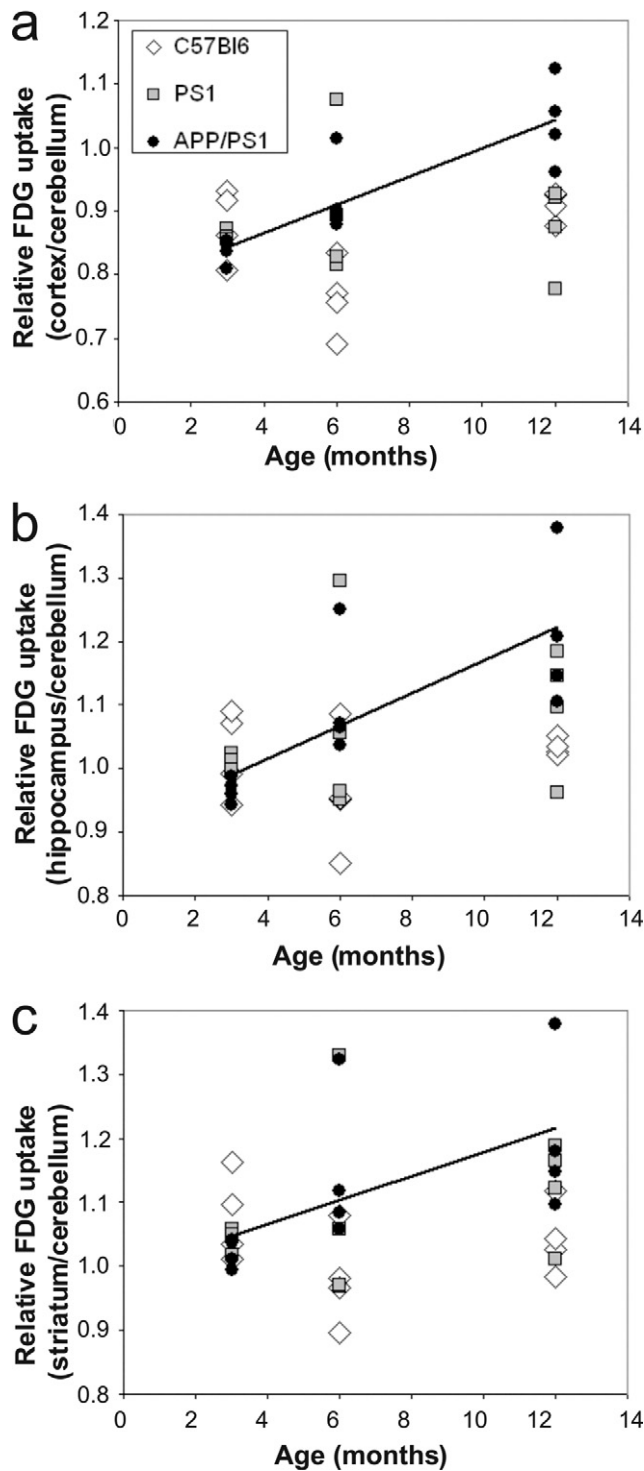 a
Relative FDG uptake
(cortex/cerebellum)
1.2
1.1
1.0
0.9
0.8
0.7
0.6
C57Bl6
PS1
APP/PS1
0 2 4 6 8 10 12 14
Age (months)
b
Relative FDG uptake
(hippocampus/cerebellum)
1.4
1.3
1.2
1.1
1.0
0.9
0.8
0 2 4 6 8 10 12 14
Age (months)
c
Relative FDG uptake
(striatum/cerebellum)
1.4
1.3
1.2
1.1
1.0
0.9
0.8
0 2 4 6 8 10 12 14
Age (months)